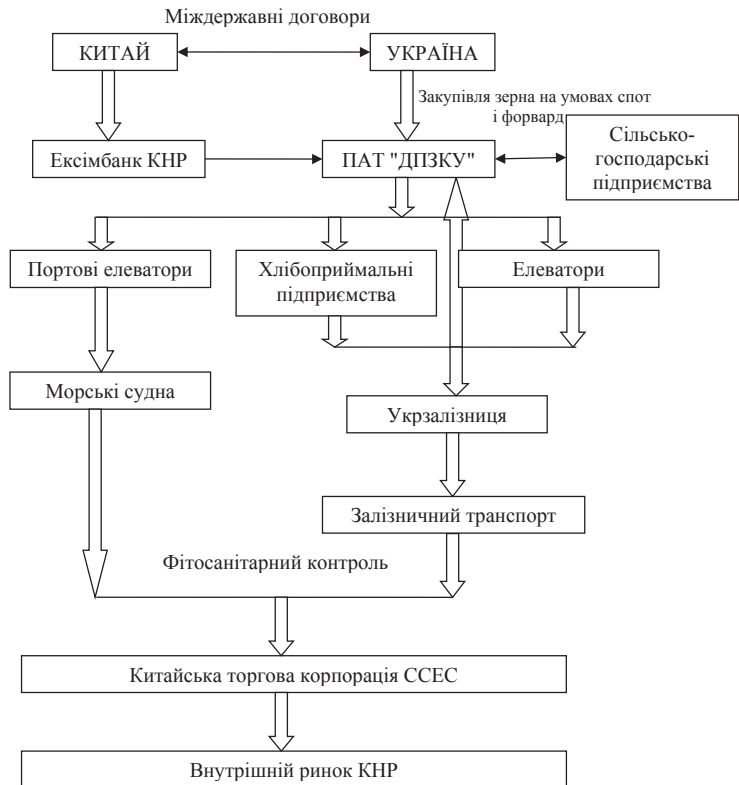 Міждержавні договори
КИТАЙ
УКРАЇНА
Закупівля зерна на умовах спот
і форвард
Ексімбанк КНР
ПАТ "ДПЗКУ"
Сільсько-
господарські
підприємства
Портові елеватори
Хлібоприймальні
підприємства
Елеватори
Морські судна
Укрзалізниця
Залізничний транспорт
Фітосанітарний контроль
Китайська торгова корпорація ССЕС
Внутрішній ринок КНР